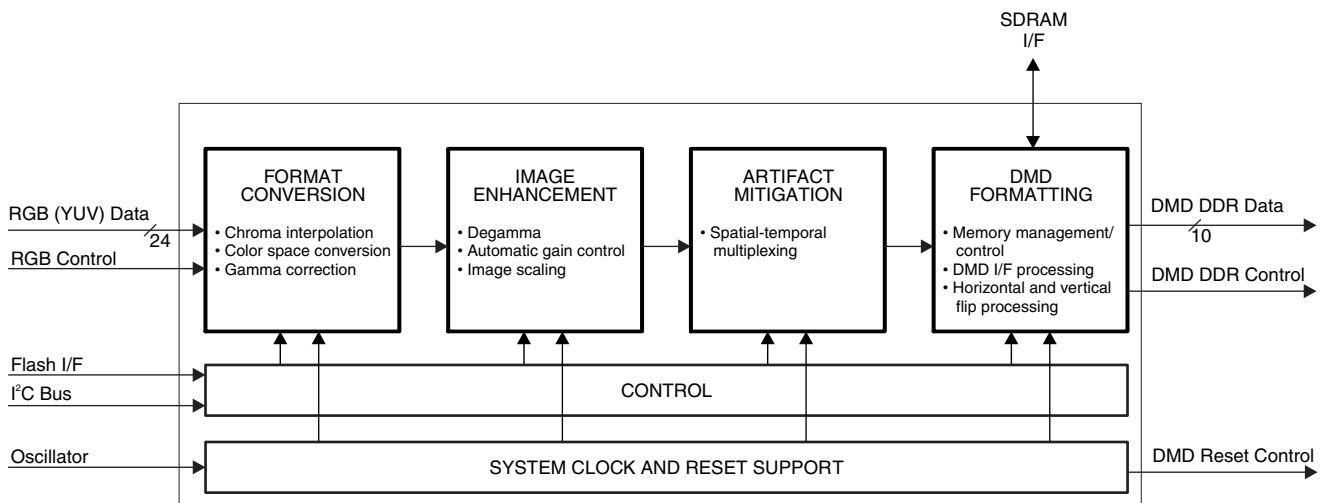 SDRAM
I/F
FORMAT
CONVERSION
• Chroma interpolation
• Color space conversion
• Gamma correction
IMAGE
ENHANCEMENT
• Degamma
• Automatic gain control
• Image scaling
ARTIFACT
MITIGATION
• Spatial-temporal
multiplexing
DMD
FORMATTING
• Memory management/
control
• DMD I/F processing
• Horizontal and vertical
flip processing
RGB (YUV) Data
24
RGB Control
DMD DDR Data
10
DMD DDR Control
Flash I/F
I²C Bus
CONTROL
Oscillator
SYSTEM CLOCK AND RESET SUPPORT
DMD Reset Control